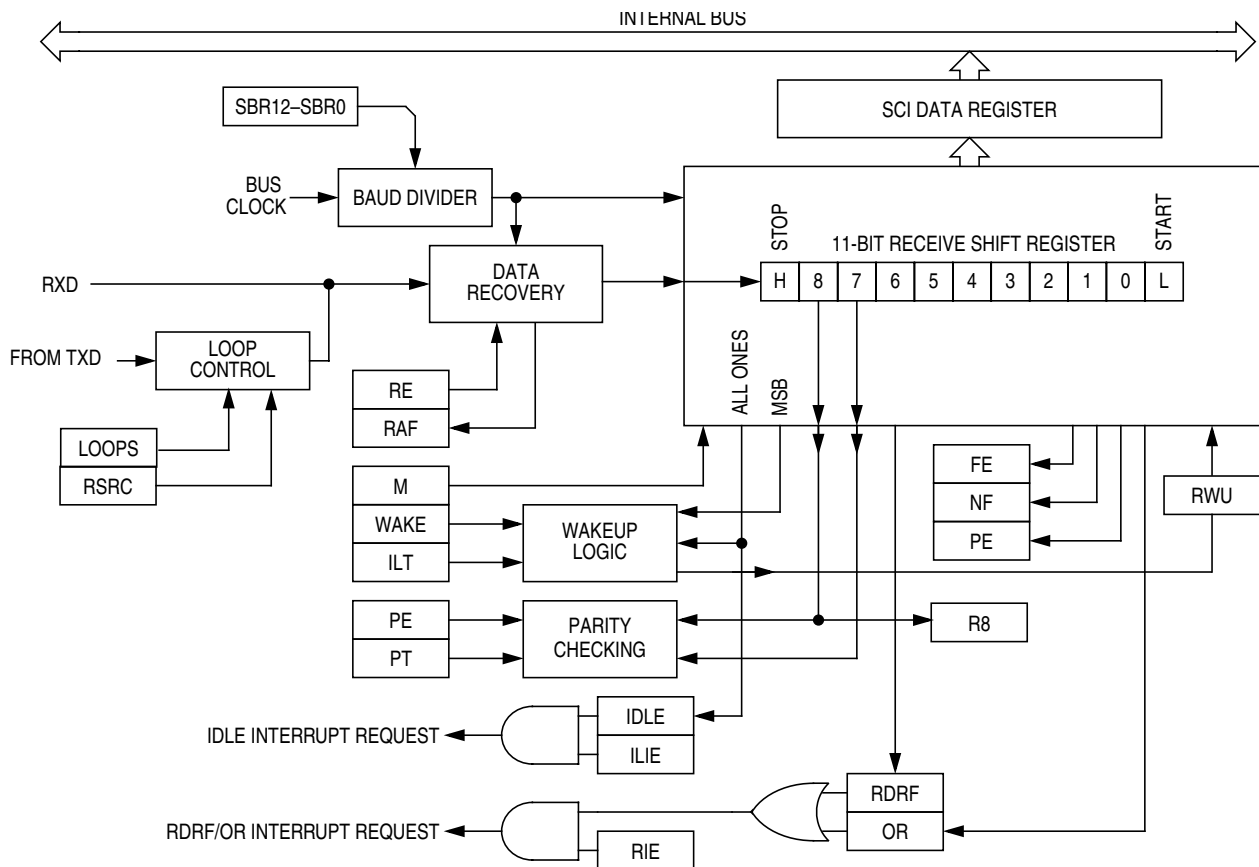 INTERNAL BUS
SBR12–SBR0
SCI DATA REGISTER
BUS
CLOCK
BAUD DIVIDER
STOP
11-BIT RECEIVE SHIFT REGISTER
START
RXD
DATA
RECOVERY
H 8 7 6 5 4 3 2 1 0 L
FROM TXD
LOOP
CONTROL
ALL ONES
MSB
RE
RAF
LOOPS
RSRC
M
WAKE
ILT
WAKEUP
LOGIC
FE
NF
PE
RWU
PE
PT
PARITY
CHECKING
R8
IDLE INTERRUPT REQUEST
IDLE
ILIE
RDRF/OR INTERRUPT REQUEST
RIE
RDRF
OR